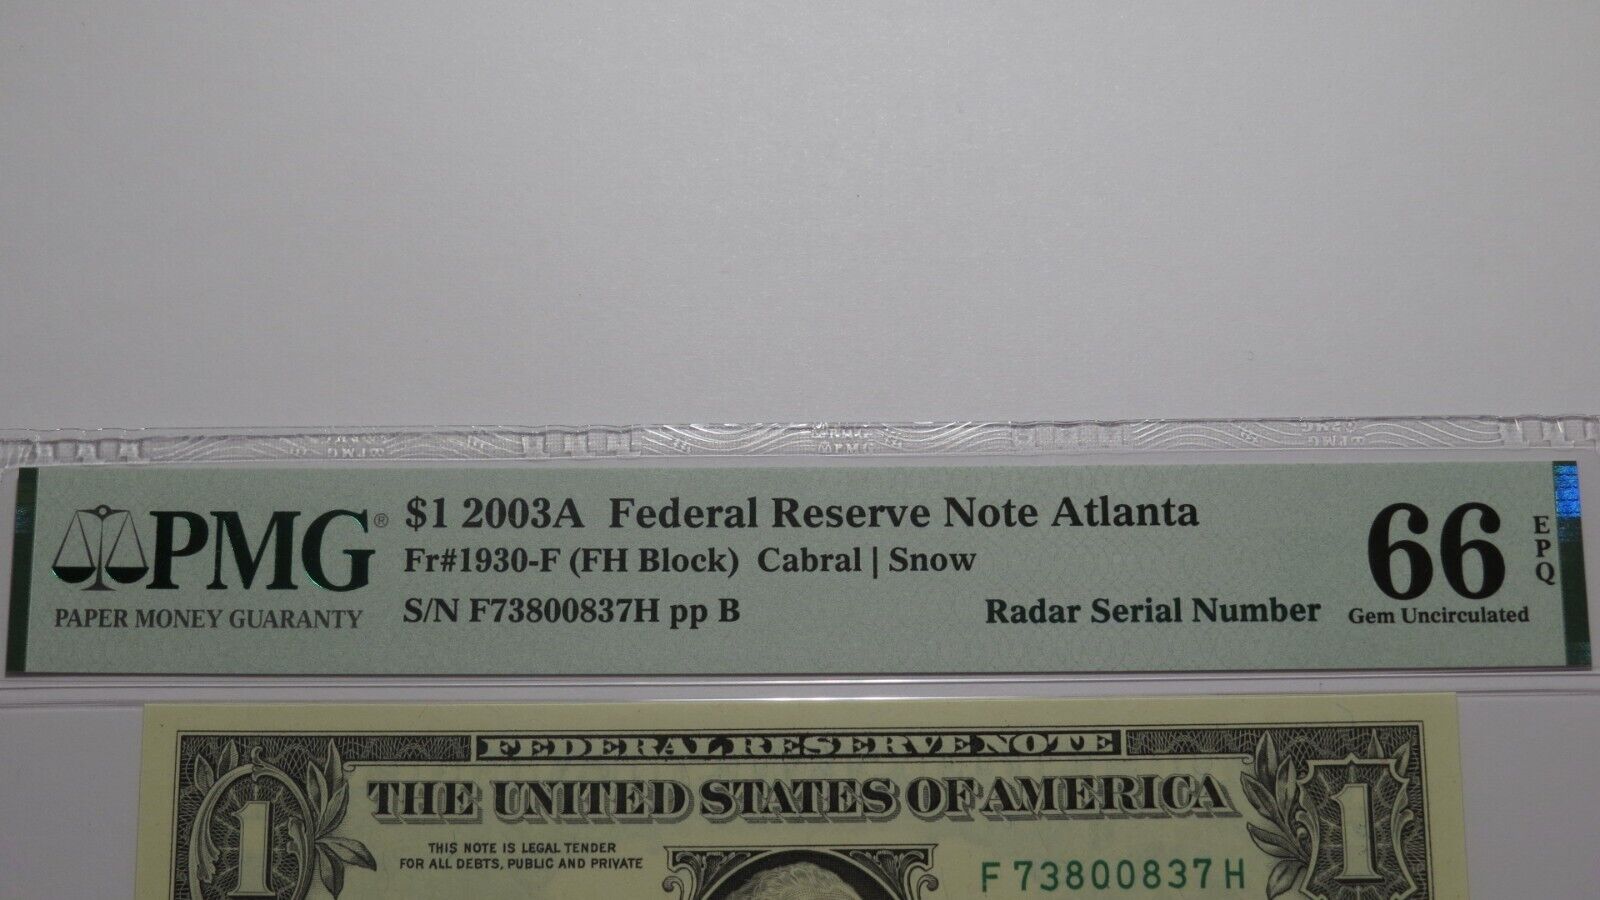 PMG®
PAPER MONEY GUARANTY
$1 2003A Federal Reserve Note Atlanta
Fr#1930-F (FH Block) Cabral | Snow
S/N F73800837H pp B
Radar Serial Number
66 EPQ
Gem Uncirculated
FEDERAL RESERVE NOTE
THE UNITED STATES OF AMERICA
1
1
THIS NOTE IS LEGAL TENDER
FOR ALL DEBTS, PUBLIC AND PRIVATE
F 73800837 H